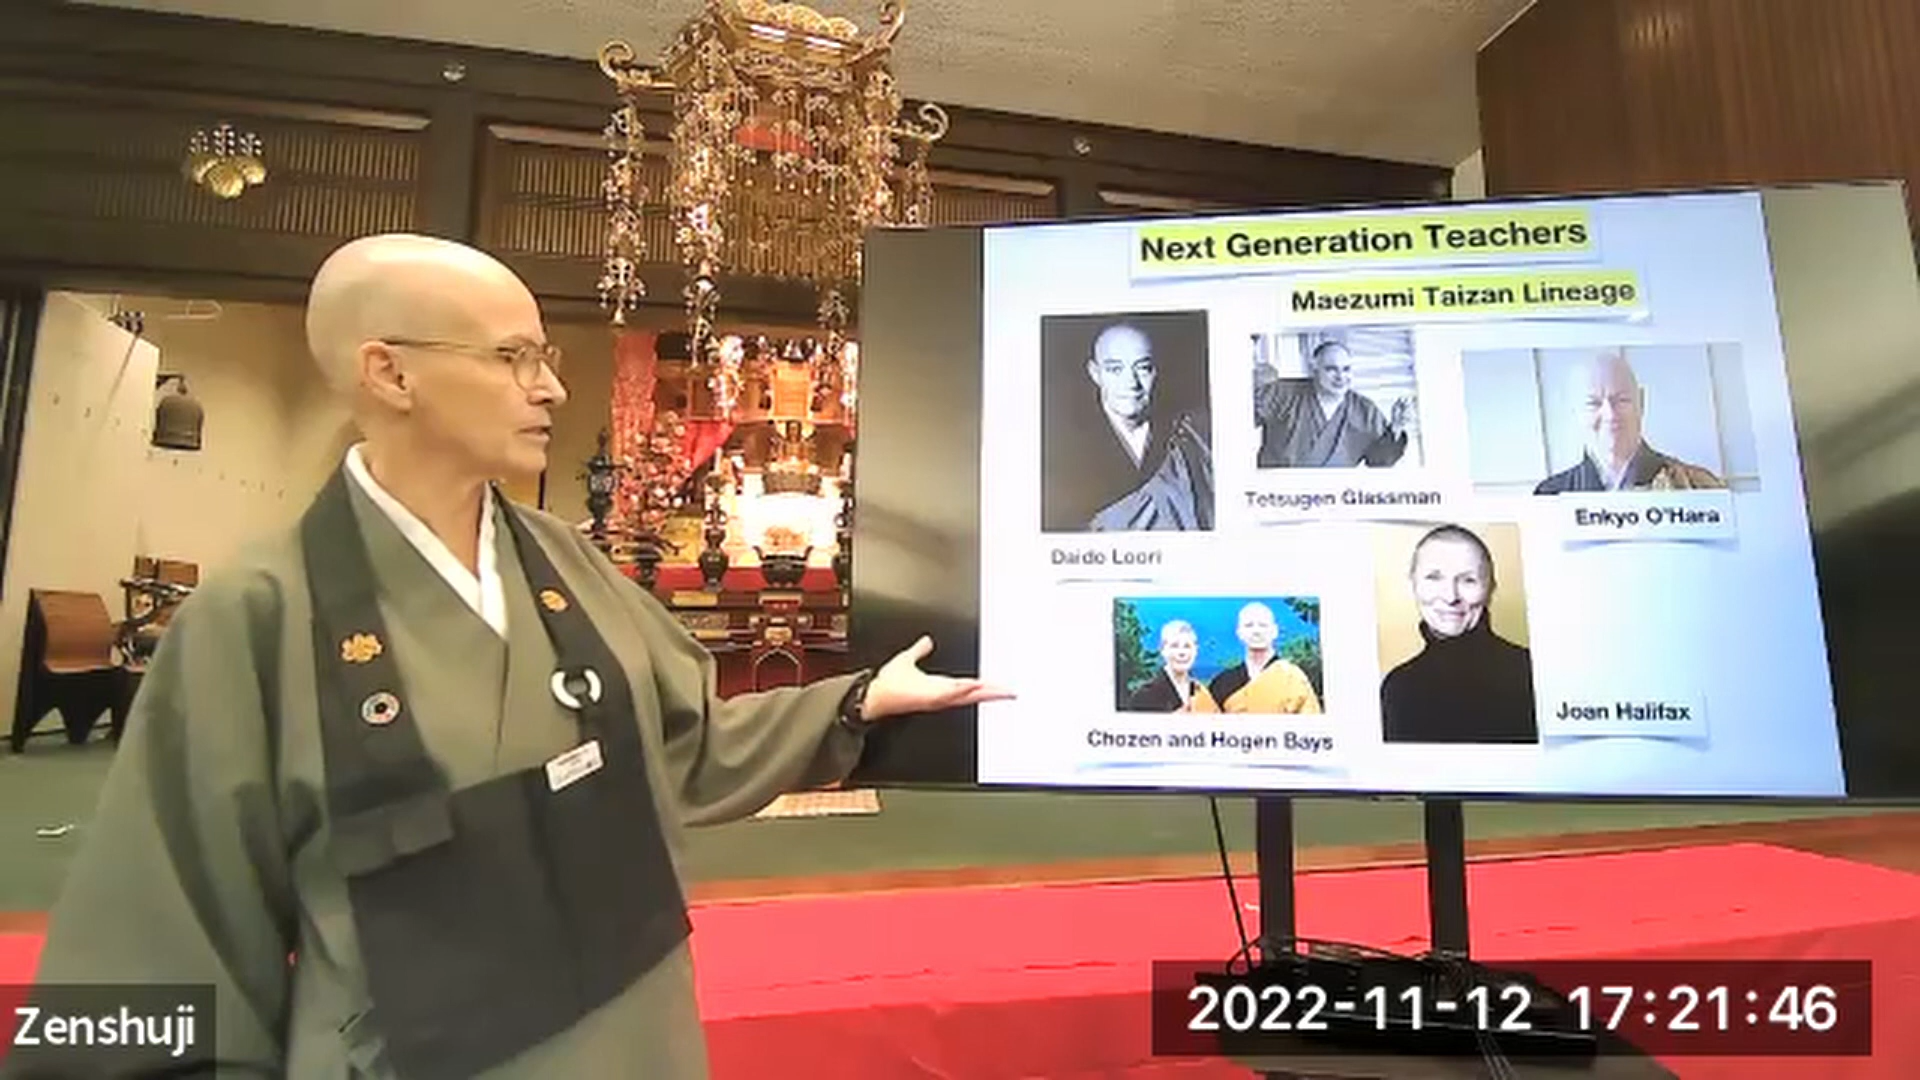 Next Generation Teachers
Maezumi Taizan Lineage
Tetsugen Glassman
Enkyo O'Hara
Daido Loori
Joan Halifax
Chozen and Hogen Bays
Zenshuji
2022-11-12 17:21:46